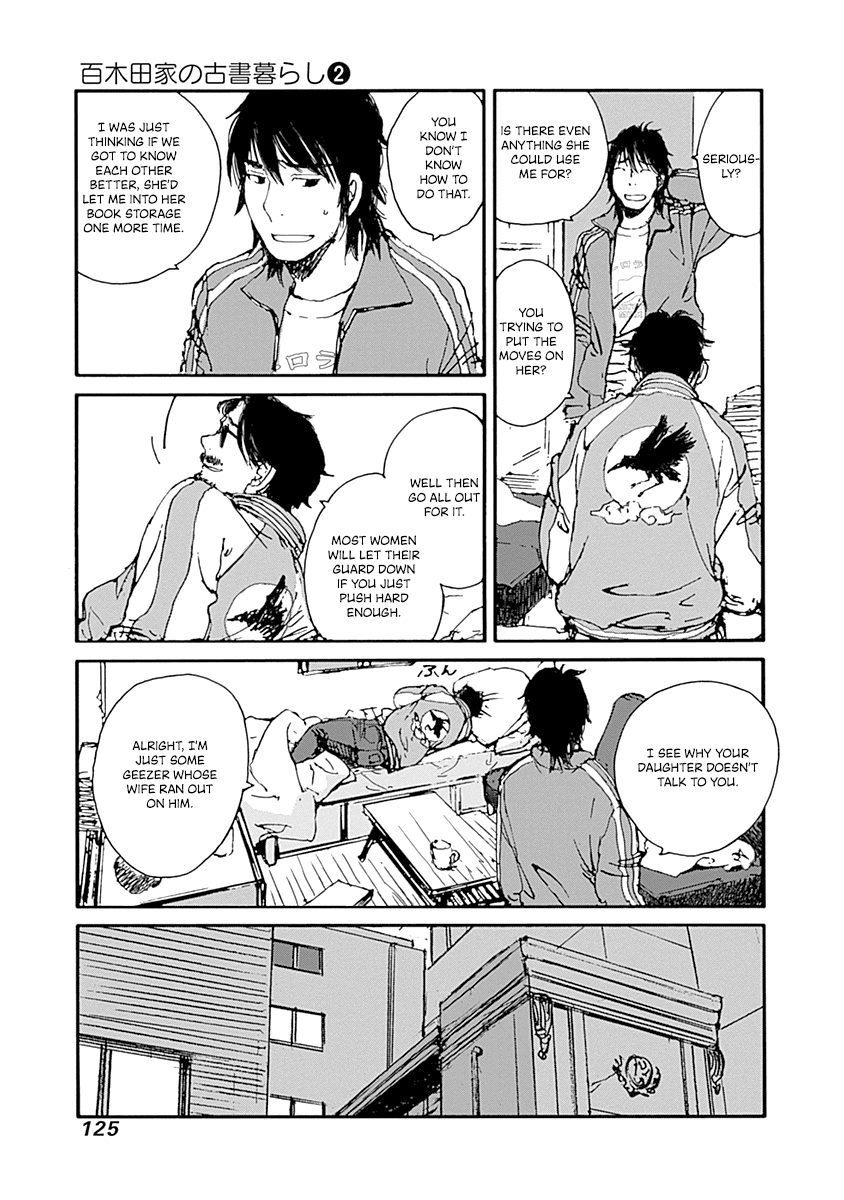 百木田家の古書暮らし❷
SERIOUS-
LY?
IS THERE EVEN
ANYTHING SHE
COULD USE
ME FOR?
YOU
TRYING TO
PUT THE
MOVES ON
HER?
YOU
KNOW I
DON'T
KNOW
HOW TO
DO THAT.
I WAS JUST
THINKING IF WE
GOT TO KNOW
EACH OTHER
BETTER, SHE'D
LET ME INTO HER
BOOK STORAGE
ONE MORE TIME.
WELL THEN
GO ALL OUT
FOR IT.
MOST WOMEN
WILL LET THEIR
GUARD DOWN
IF YOU JUST
PUSH HARD
ENOUGH.
ふん
I SEE WHY YOUR
DAUGHTER DOESN'T
TALK TO YOU.
ALRIGHT, I'M
JUST SOME
GEEZER WHOSE
WIFE RAN OUT
ON HIM.
125